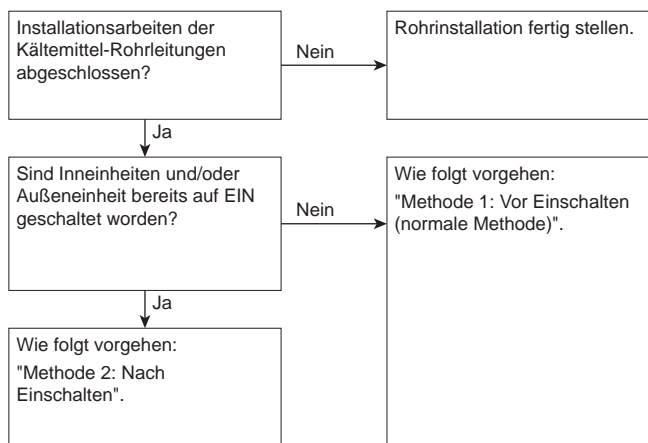 Installationsarbeiten der
Kältemittel-Rohrleitungen
abgeschlossen?
Nein
Rohrinstallation fertig stellen.
Ja
Sind Inneinheiten und/oder
Außeneinheit bereits auf EIN
geschaltet worden?
Nein
Wie folgt vorgehen:
"Methode 1: Vor Einschalten
(normale Methode)".
Ja
Wie folgt vorgehen:
"Methode 2: Nach
Einschalten".